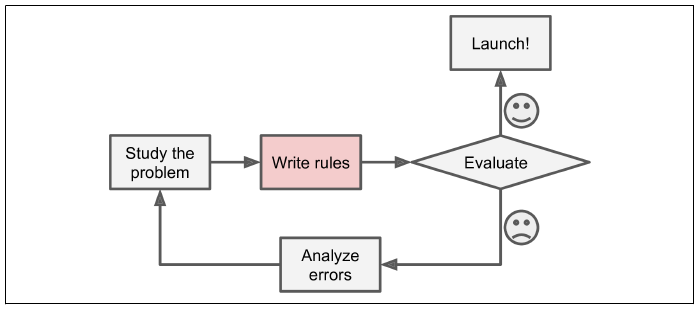 Launch!
Study the
problem
Write rules
Evaluate
Analyze
errors